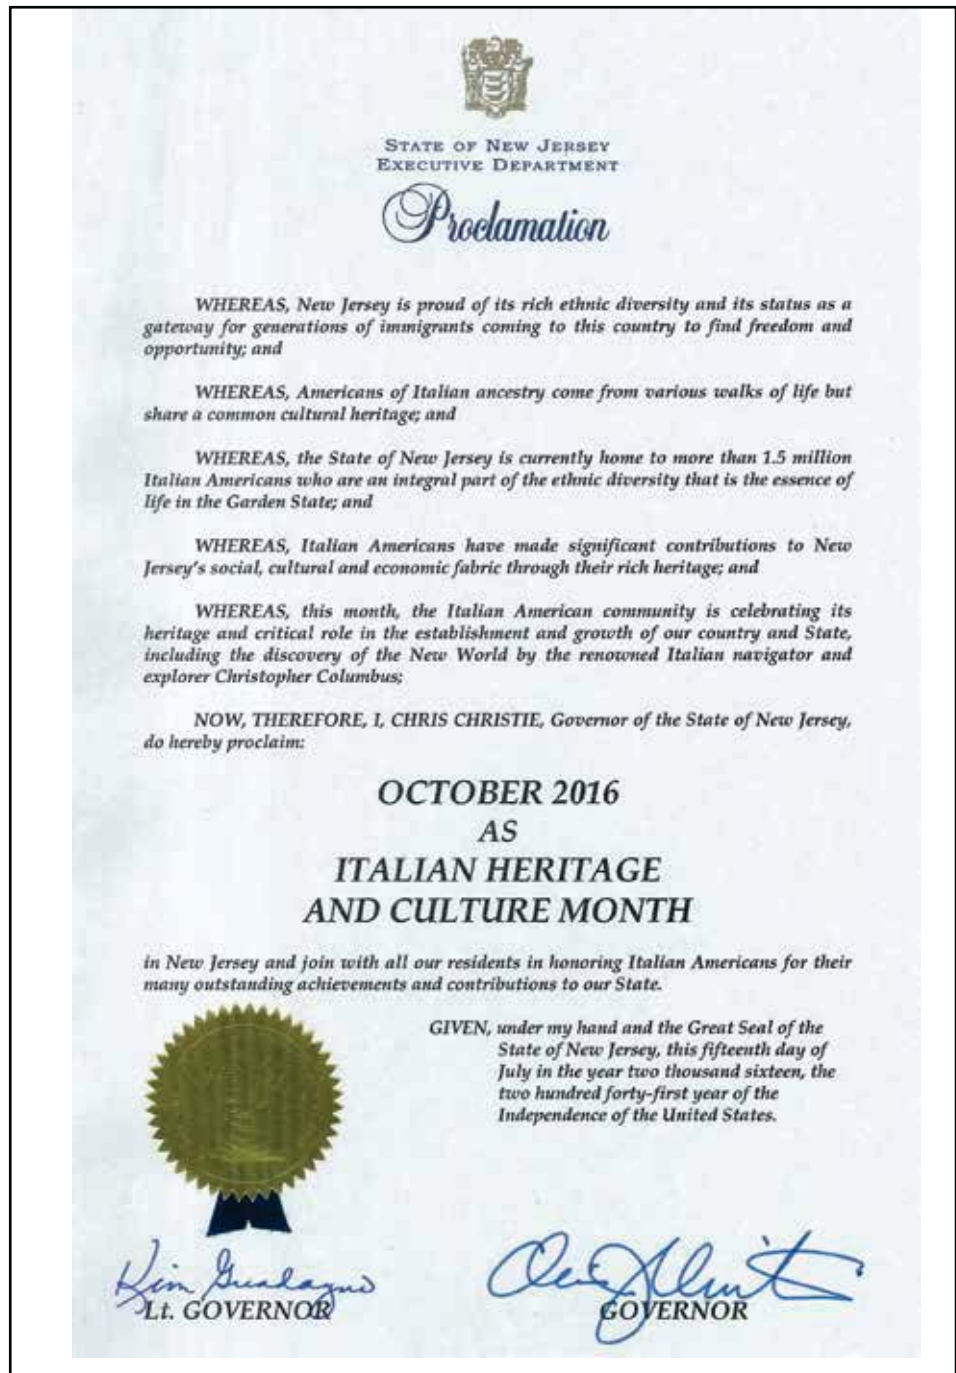 STATE OF NEW JERSEY
EXECUTIVE DEPARTMENT
Proclamation
WHEREAS, New Jersey is proud of its rich ethnic diversity and its status as a
gateway for generations of immigrants coming to this country to find freedom and
opportunity; and
WHEREAS, Americans of Italian ancestry come from various walks of life but
share a common cultural heritage; and
WHEREAS, the State of New Jersey is currently home to more than 1.5 million
Italian Americans who are an integral part of the ethnic diversity that is the essence of
life in the Garden State; and
WHEREAS, Italian Americans have made significant contributions to New
Jersey's social, cultural and economic fabric through their rich heritage; and
WHEREAS, this month, the Italian American community is celebrating its
heritage and critical role in the establishment and growth of our country and State,
including the discovery of the New World by the renowned Italian navigator and
explorer Christopher Columbus;
NOW, THEREFORE, I, CHRIS CHRISTIE, Governor of the State of New Jersey,
do hereby proclaim:
OCTOBER 2016
AS
ITALIAN HERITAGE
AND CULTURE MONTH
in New Jersey and join with all our residents in honoring Italian Americans for their
many outstanding achievements and contributions to our State.
GIVEN, under my hand and the Great Seal of the
State of New Jersey, this fifteenth day of
July in the year two thousand sixteen, the
two hundred forty-first year of the
Independence of the United States.
Kim Guadagno
Lt. GOVERNOR
GOVERNOR